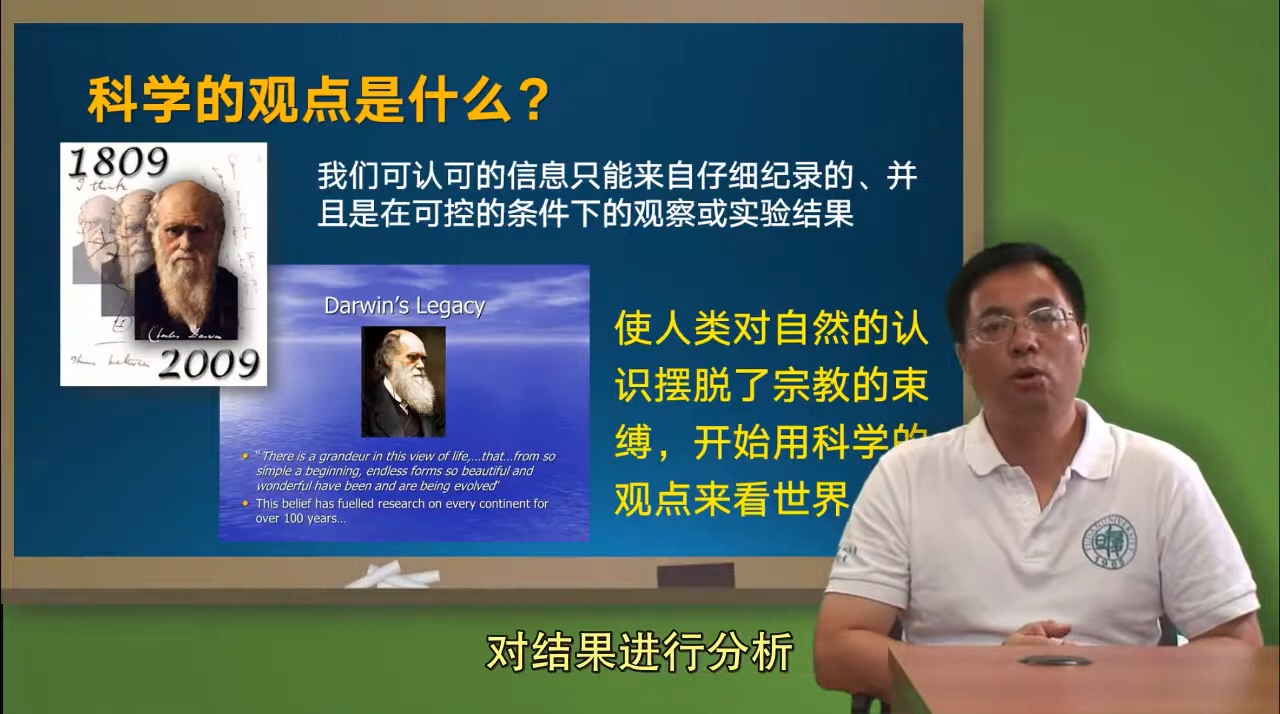 科学的观点是什么？
1809
I think
我们可认可的信息只能来自仔细纪录的、并
且是在可控的条件下的观察或实验结果
2009
Darwin's Legacy
"There is a grandeur in this view of life,...that...from so
simple a beginning, endless forms so beautiful and
wonderful have been and are being evolved"
This belief has fuelled research on every continent for
over 100 years...
使人类对自然的认
识摆脱了宗教的束
缚，开始用科学的
观点来看世界
1905
对结果进行分析